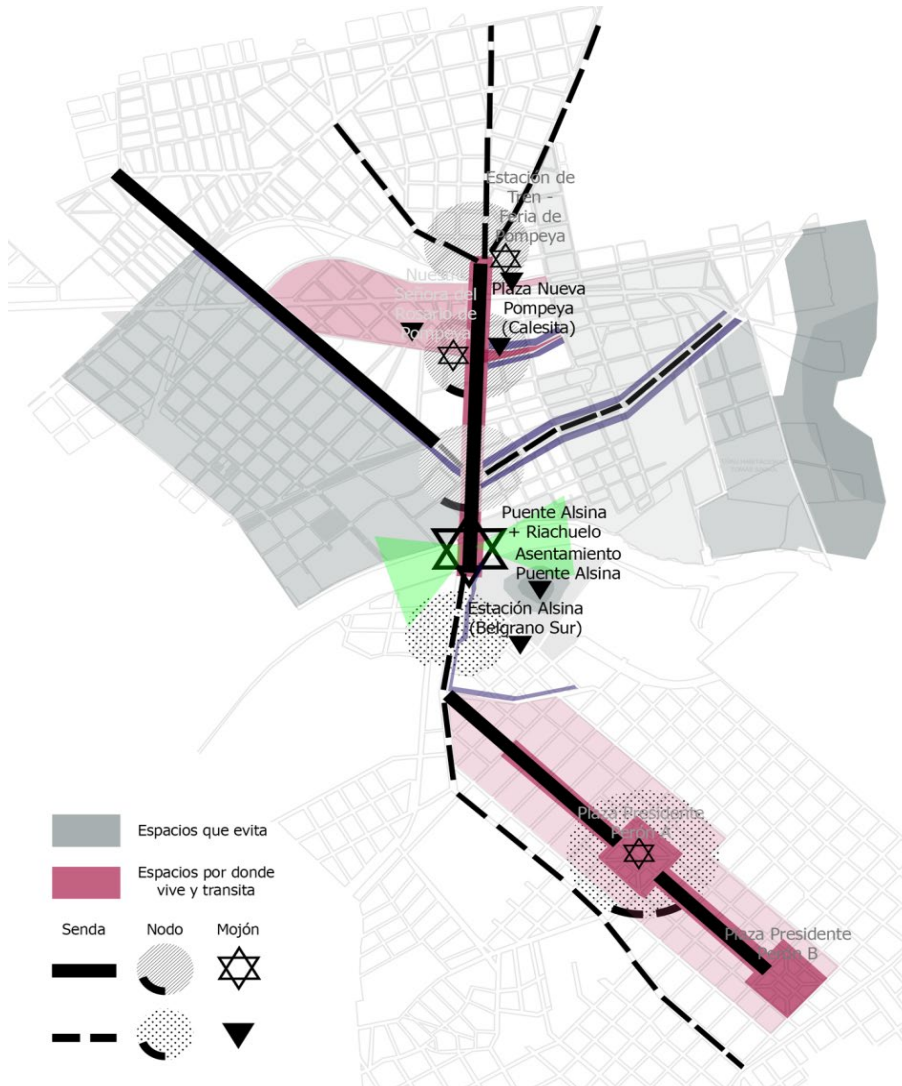 Estación de
Tren -
Feria de
Pompeya
Nuestra
Señora del
Rosario de
Pompeya
Plaza Nueva
Pompeya
(Calesita)
Puente Alsina
+ Riachuelo
Asentamiento
Puente Alsina
Estación Alsina
(Belgrano Sur)
Plaza Presidente
Perón A
Plaza Presidente
Perón B
Espacios que evita
Espacios por donde
vive y transita
Senda
Nodo
Mojón